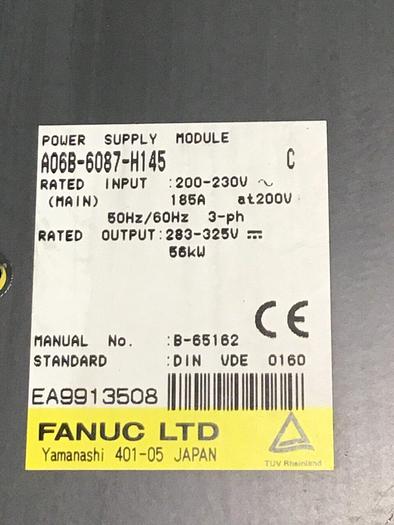 POWER SUPPLY MODULE
A06B-6087-H145 C
RATED INPUT :200-230V ~
(MAIN) 185A at200V
50Hz/60Hz 3-ph
RATED OUTPUT:283-325V ⎓
56kW
CE
MANUAL No. :B-65162
STANDARD :DIN VDE 0160
EA9913508
FANUC LTD
Yamanashi 401-05 JAPAN
TÜV Rheinland